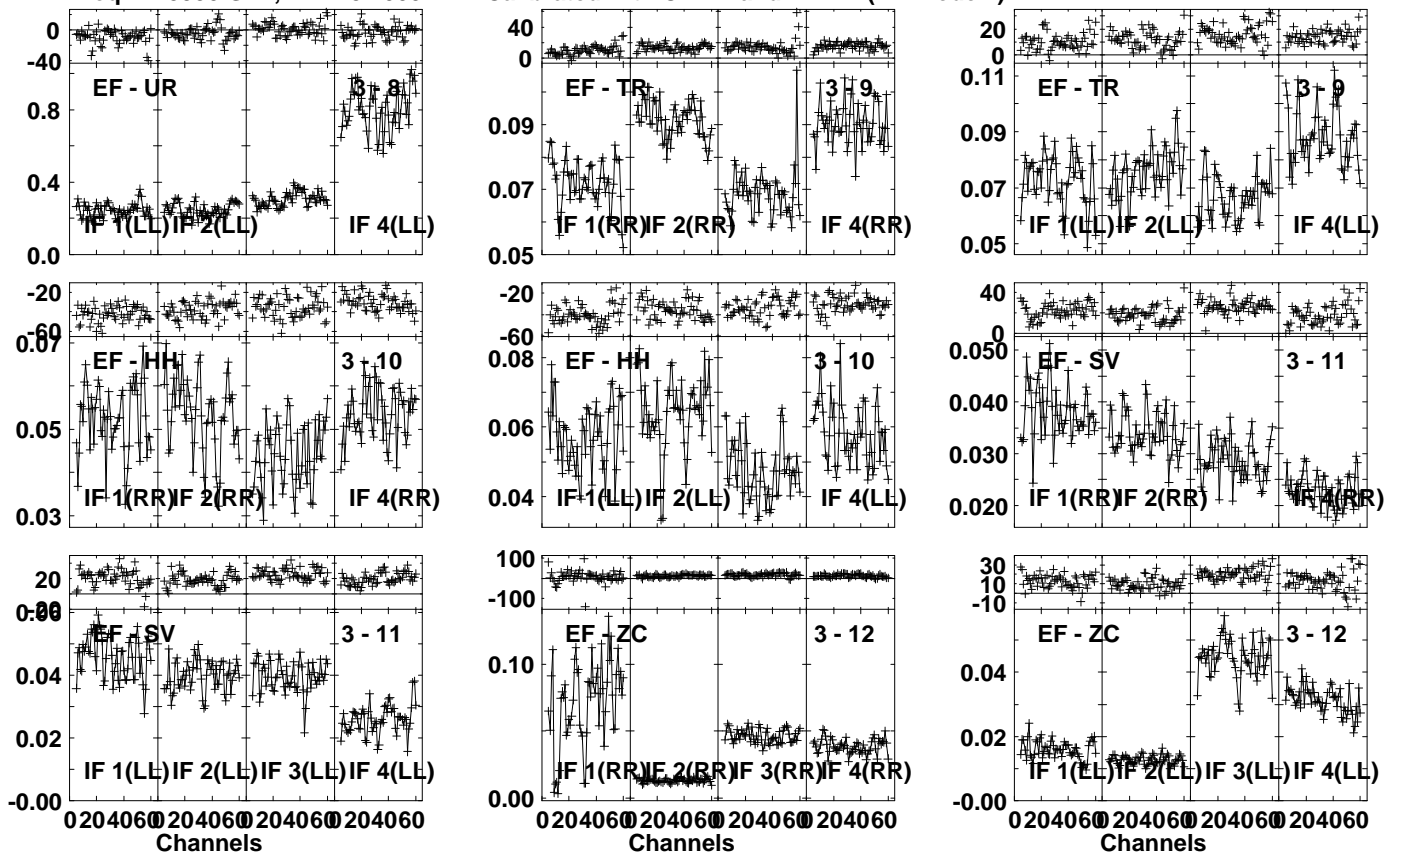 0 40 20
-40 0 0
EF - UR 3 - 8 EF - TR 3 - 9 EF - TR 3 - 9
0.8 0.09 0.11
0.4 0.07 0.09
0.07
IF 1(LL) IF 2(LL) IF 4(LL) IF 1(RR) IF 2(RR) IF 4(RR) IF 1(LL) IF 2(LL) IF 4(LL)
0.0 0.05 0.05
-20 -20 40
-60 -60 0
0.07 0.08 0.050
EF - HH 3 - 10 EF - HH 3 - 10 EF - SV 3 - 11
0.05 0.06 0.040
0.030
IF 1(RR) IF 2(RR) IF 4(RR) IF 1(LL) IF 2(LL) IF 4(LL) IF 1(RR) IF 2(RR) IF 4(RR)
0.03 0.04 0.020
20 100 30
-100 10
-10
EF - SV 3 - 11 EF - ZC 3 - 12 EF - ZC 3 - 12
0.04 0.10 0.04
0.02 0.02
IF 1(LL) IF 2(LL) IF 3(LL) IF 4(LL) IF 1(RR) IF 2(RR) IF 3(RR) IF 4(RR) IF 1(LL) IF 2(LL) IF 3(LL) IF 4(LL)
-0.00 0.00 -0.00
0 20 40 60 0 20 40 60 0 20 40 60 0 20 40 60 0 20 40 60 0 20 40 60 0 20 40 60 0 20 40 60 0 20 40 60 0 20 40 60 0 20 40 60 0 20 40 60
Channels Channels Channels